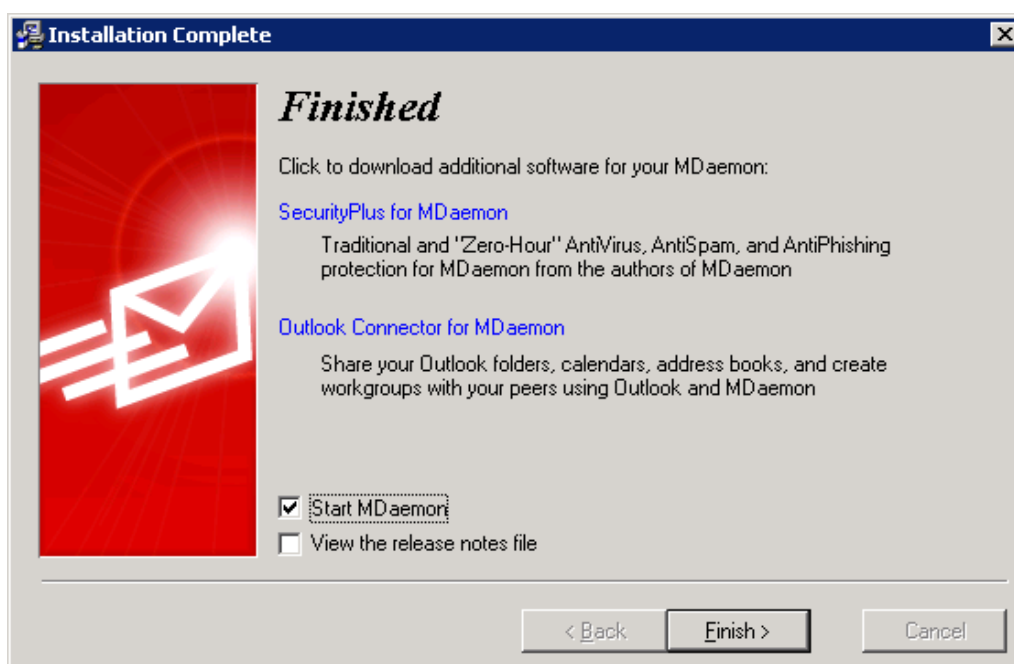 Installation Complete
Finished
Click to download additional software for your MDaemon:
SecurityPlus for MDaemon
Traditional and "Zero-Hour" AntiVirus, AntiSpam, and AntiPhishing
protection for MDaemon from the authors of MDaemon
Outlook Connector for MDaemon
Share your Outlook folders, calendars, address books, and create
workgroups with your peers using Outlook and MDaemon
Start MDaemon
View the release notes file
< Back Finish > Cancel